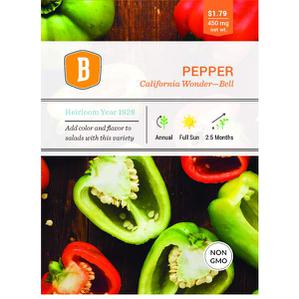 $1.79
450 mg
net wt.
B
PEPPER
California Wonder—Bell
Heirloom Year 1928
Add color and flavor to
salads with this variety
Annual
Full Sun
2.5 Months
NON
GMO